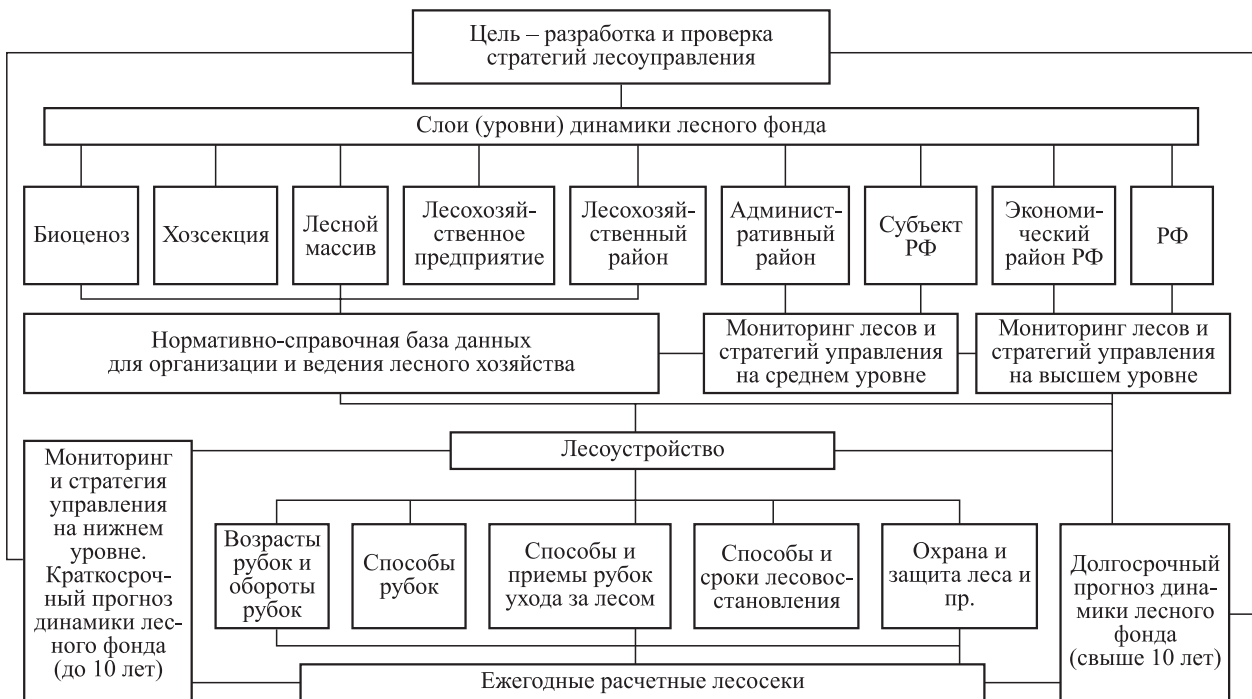 Цель – разработка и проверка
стратегий лесоуправления
Слои (уровни) динамики лесного фонда
Биоценоз
Хозсекция
Лесной
массив
Лесохозяй-
ственное
предприятие
Лесохозяй-
ственный
район
Админист-
ративный
район
Субъект
РФ
Экономи-
ческий
район РФ
РФ
Нормативно-справочная база данных
для организации и ведения лесного хозяйства
Мониторинг лесов и
стратегий управления
на среднем уровне
Мониторинг лесов и
стратегий управления
на высшем уровне
Лесоустройство
Мониторинг
и стратегия
управления
на нижнем
уровне.
Краткосроч-
ный прогноз
динамики лес-
ного фонда
(до 10 лет)
Возрасты
рубок и
обороты
рубок
Способы
рубок
Способы и
приемы рубок
ухода за лесом
Способы и
сроки лесовос-
становления
Охрана и
защита леса и
пр.
Долгосрочный
прогноз дина-
мики лесного
фонда
(свыше 10 лет)
Ежегодные расчетные лесосеки